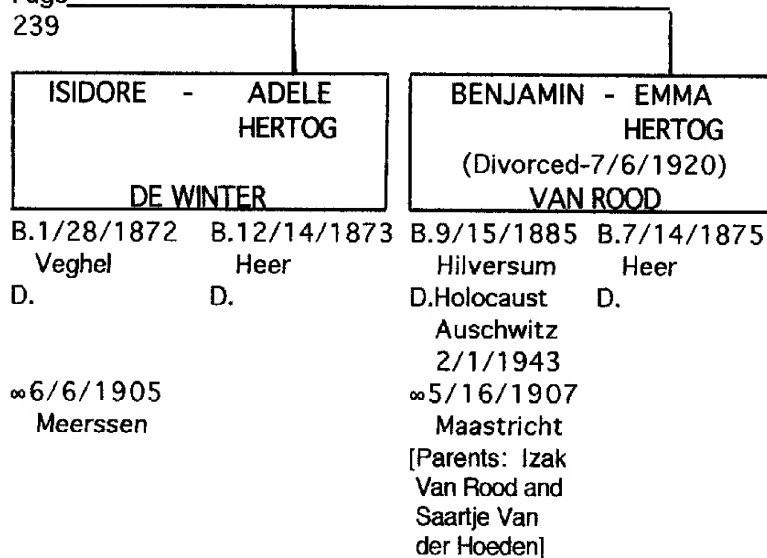 Page
239
ISIDORE - ADELE
HERTOG
DE WINTER
B.1/28/1872 B.12/14/1873
Veghel Heer
D. D.
∞6/6/1905
Meerssen
BENJAMIN - EMMA
HERTOG
(Divorced-7/6/1920)
VAN ROOD
B.9/15/1885 B.7/14/1875
Hilversum Heer
D.Holocaust D.
Auschwitz
2/1/1943
∞5/16/1907
Maastricht
[Parents: Izak
Van Rood and
Saartje Van
der Hoeden]